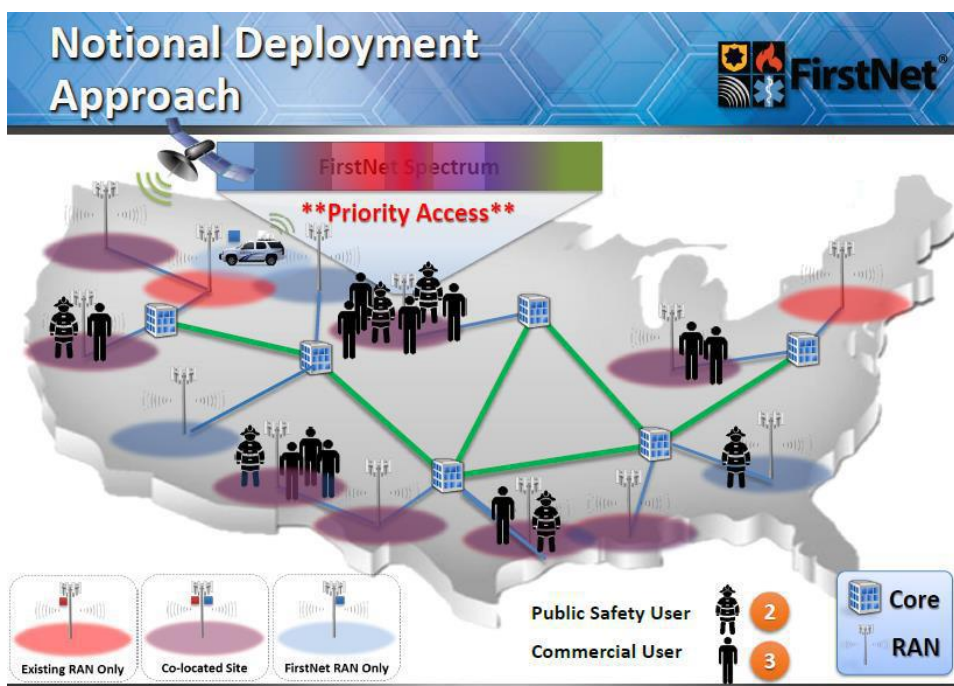 Notional Deployment
Approach
FirstNet®
FirstNet Spectrum
**Priority Access**
Existing RAN Only
Co-located Site
FirstNet RAN Only
Public Safety User
2
Commercial User
3
Core
RAN